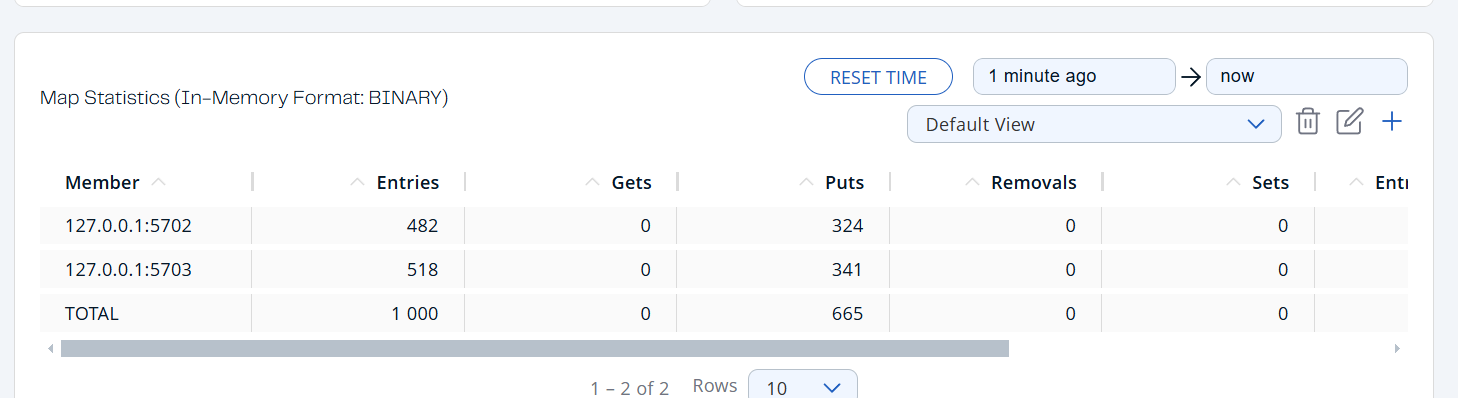 RESET TIME 1 minute ago → now
Map Statistics (In-Memory Format: BINARY)
Default View
Member Entries Gets Puts Removals Sets Entr
127.0.0.1:5702 482 0 324 0 0
127.0.0.1:5703 518 0 341 0 0
TOTAL 1 000 0 665 0 0
1 – 2 of 2 Rows 10